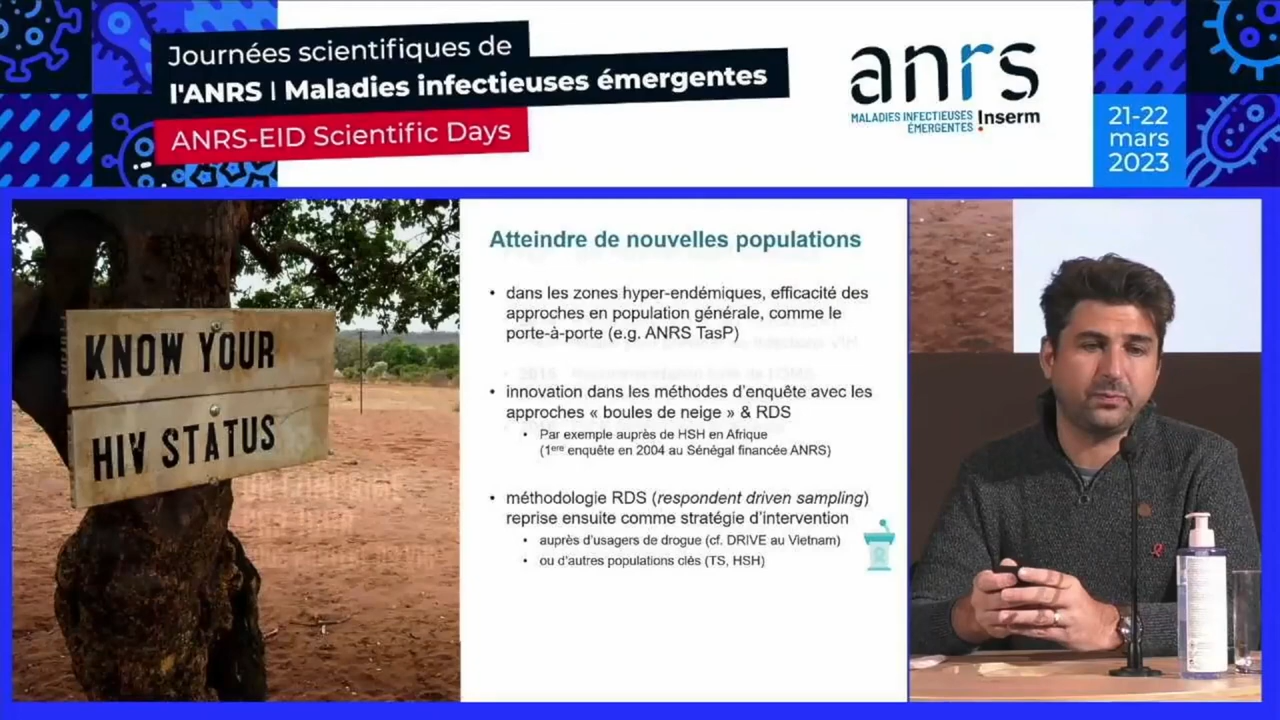 Journées scientifiques de
l'ANRS | Maladies infectieuses émergentes
ANRS-EID Scientific Days
anrs
MALADIES INFECTIEUSES
ÉMERGENTES Inserm
21-22
mars
2023
KNOW YOUR
HIV STATUS
Atteindre de nouvelles populations
• dans les zones hyper-endémiques, efficacité des
approches en population générale, comme le
porte-à-porte (e.g. ANRS TasP)
• innovation dans les méthodes d'enquête avec les
approches « boules de neige » & RDS
• Par exemple auprès de HSH en Afrique
(1ere enquête en 2004 au Sénégal financée ANRS)
• méthodologie RDS (respondent driven sampling)
reprise ensuite comme stratégie d'intervention
• auprès d'usagers de drogue (cf. DRIVE au Vietnam)
• ou d'autres populations clés (TS, HSH)